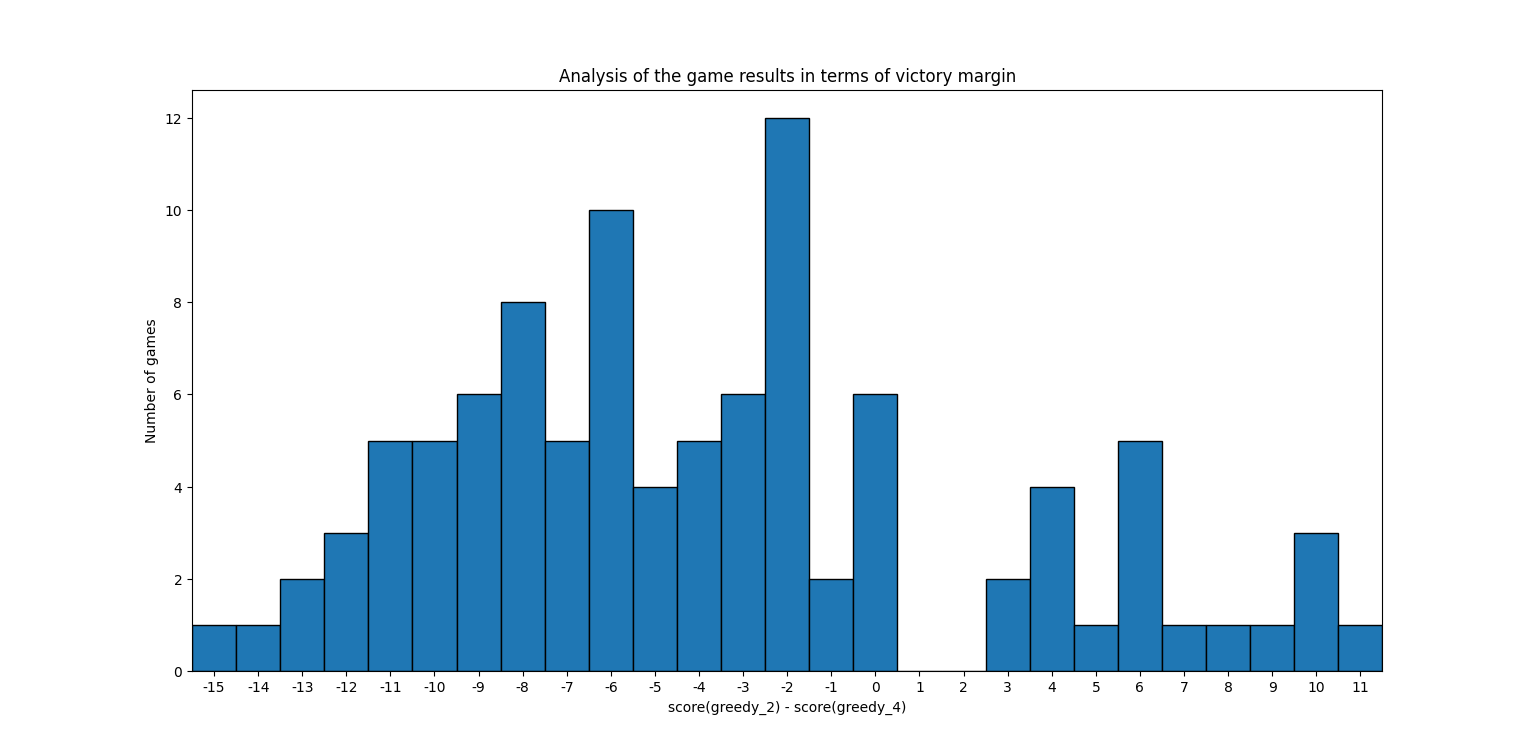 Analysis of the game results in terms of victory margin
12
10
8
6
4
2
0
Number of games
-15 -14 -13 -12 -11 -10 -9 -8 -7 -6 -5 -4 -3 -2 -1 0 1 2 3 4 5 6 7 8 9 10 11
score(greedy_2) - score(greedy_4)